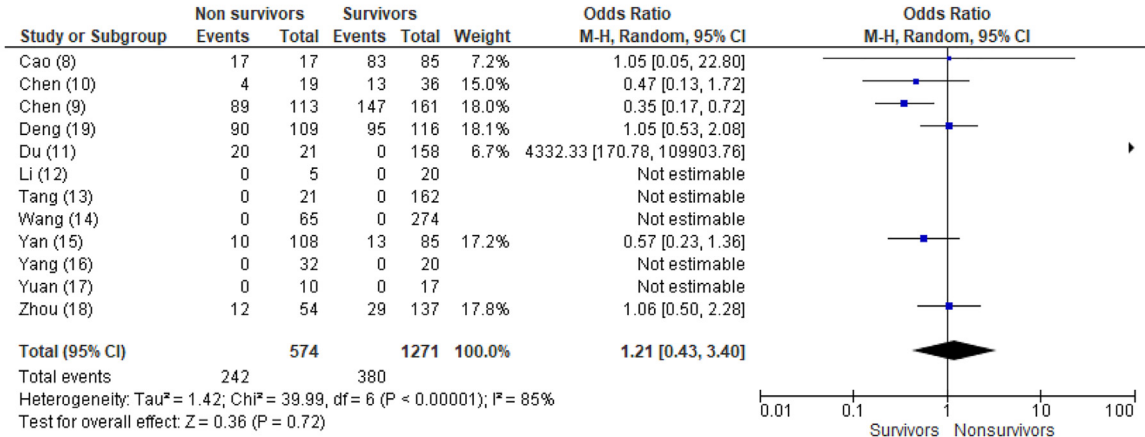 Non survivors Survivors Odds Ratio Odds Ratio
Study or Subgroup Events Total Events Total Weight M-H, Random, 95% CI M-H, Random, 95% CI
Cao (8) 17 17 83 85 7.2% 1.05 [0.05, 22.80]
Chen (10) 4 19 13 36 15.0% 0.47 [0.13, 1.72]
Chen (9) 89 113 147 161 18.0% 0.35 [0.17, 0.72]
Deng (19) 90 109 95 116 18.1% 1.05 [0.53, 2.08]
Du (11) 20 21 0 158 6.7% 4332.33 [170.78, 109903.76]
Li (12) 0 5 0 20 Not estimable
Tang (13) 0 21 0 162 Not estimable
Wang (14) 0 65 0 274 Not estimable
Yan (15) 10 108 13 85 17.2% 0.57 [0.23, 1.36]
Yang (16) 0 32 0 20 Not estimable
Yuan (17) 0 10 0 17 Not estimable
Zhou (18) 12 54 29 137 17.8% 1.06 [0.50, 2.28]
Total (95% CI) 574 1271 100.0% 1.21 [0.43, 3.40]
Total events 242 380
Heterogeneity: Tau² = 1.42; Chi² = 39.99, df = 6 (P < 0.00001); I² = 85%
Test for overall effect: Z = 0.36 (P = 0.72)
0.01 0.1 1 10 100
Survivors Nonsurvivors